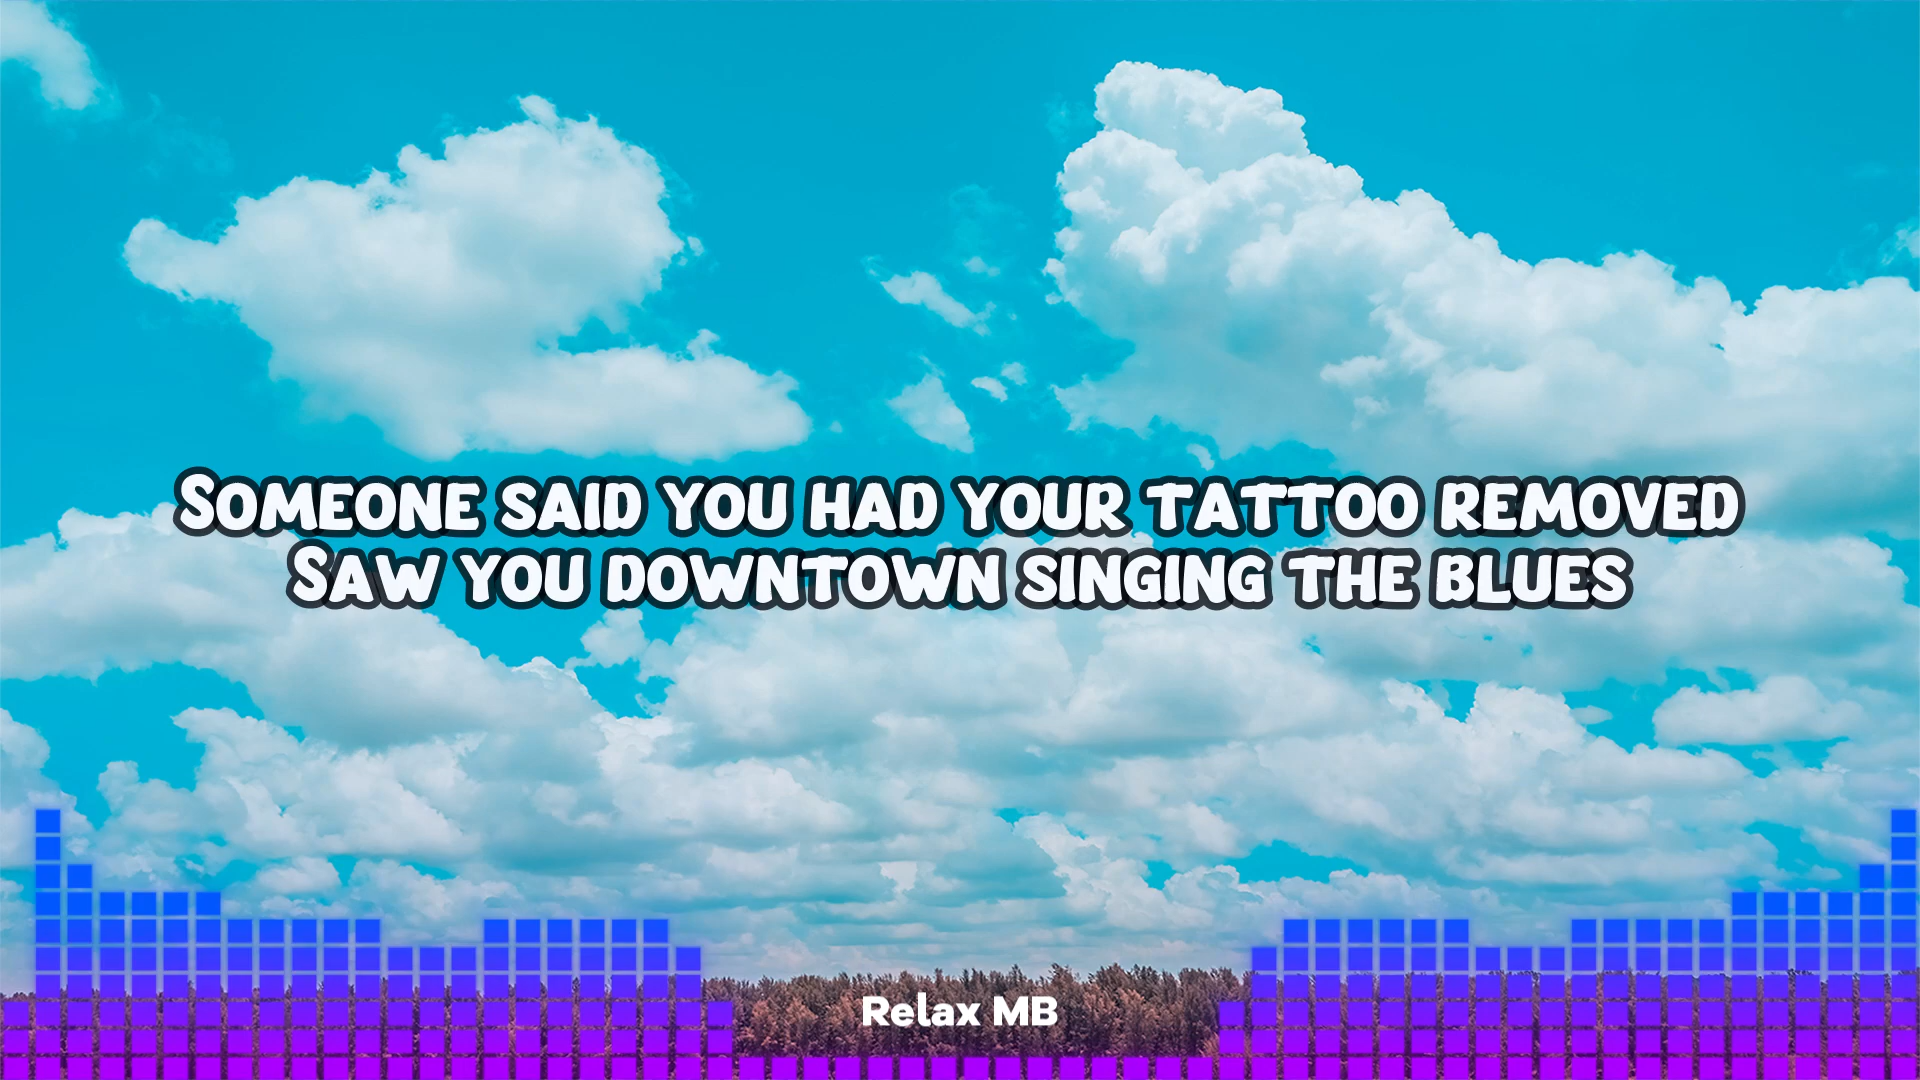 Someone said you had your tattoo removed
Saw you downtown singing the blues
Relax MB